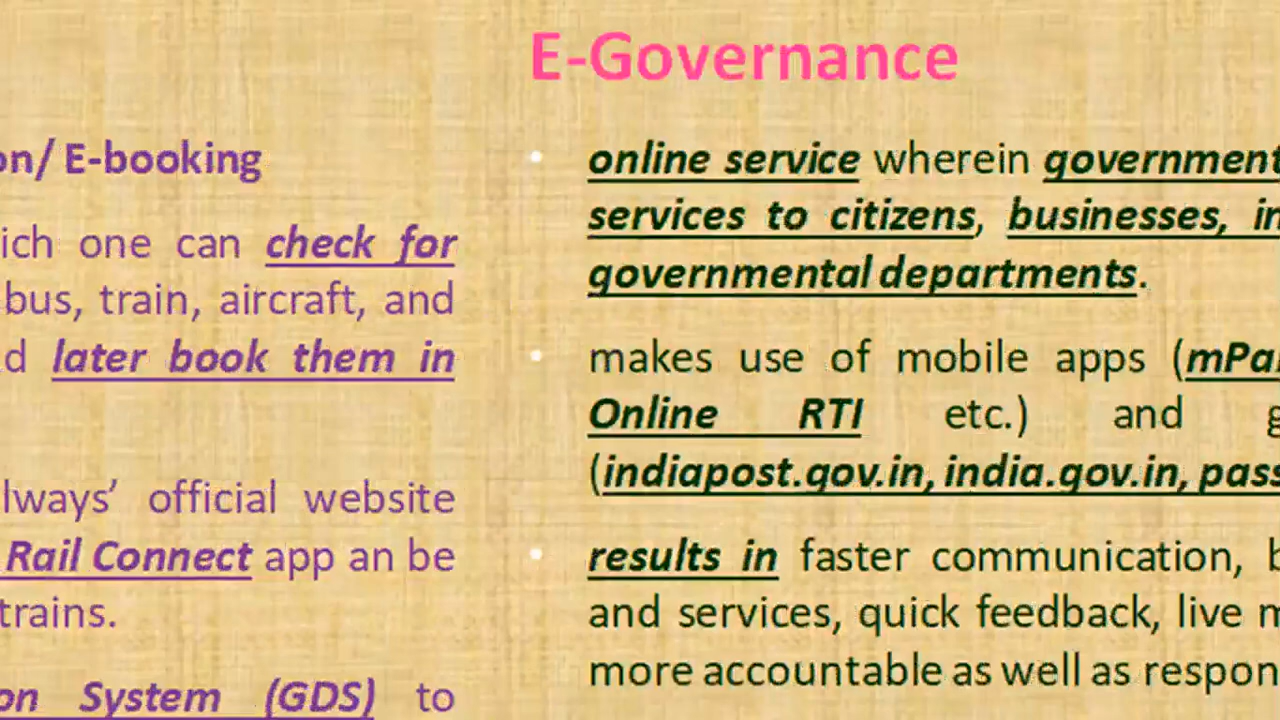 on/ E-booking
ich one can check for
bus, train, aircraft, and
d later book them in
lways’ official website
Rail Connect app an be
trains.
on System (GDS) to
E-Governance
online service wherein government
services to citizens, businesses, in
governmental departments.
makes use of mobile apps (mPa
Online RTI etc.) and g
(indiapost.gov.in, india.gov.in, pass
results in faster communication, b
and services, quick feedback, live m
more accountable as well as respon